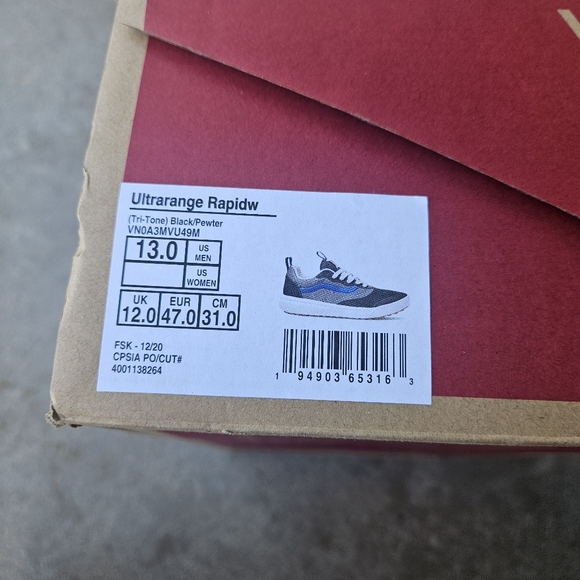 Ultrarange Rapidw
(Tri-Tone) Black/Pewter
VN0A3MVU49M
13.0 US MEN
US WOMEN
UK EUR CM
12.0 47.0 31.0
FSK - 12/20
CPSIA PO/CUT#
4001138264
1 94903 65316 3